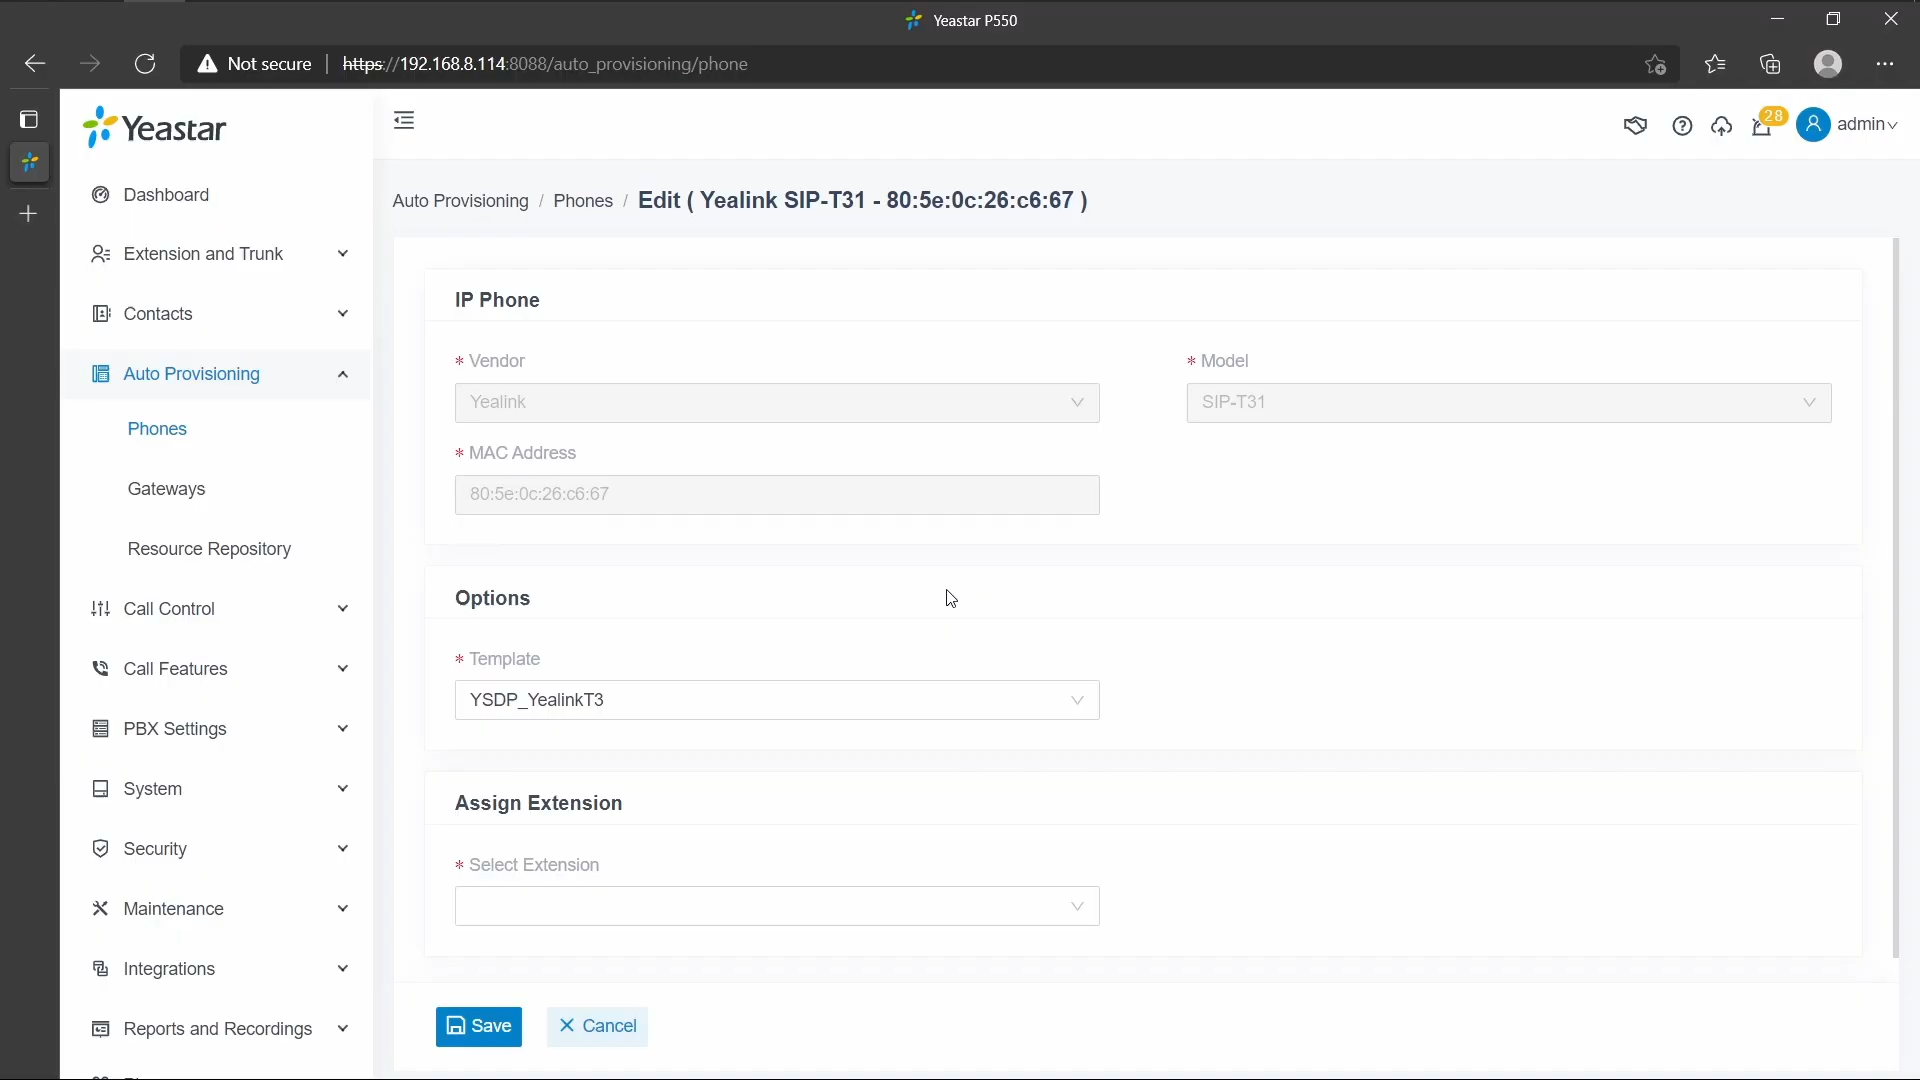 Yeastar P550
Not secure
https://192.168.8.114:8088/auto_provisioning/phone
Yeastar
28
admin
Dashboard
Extension and Trunk
Contacts
Auto Provisioning
Phones
Gateways
Resource Repository
Call Control
Call Features
PBX Settings
System
Security
Maintenance
Integrations
Reports and Recordings
Auto Provisioning / Phones / Edit ( Yealink SIP-T31 - 80:5e:0c:26:c6:67 )
IP Phone
* Vendor
Yealink
* Model
SIP-T31
* MAC Address
80:5e:0c:26:c6:67
Options
* Template
YSDP_YealinkT3
Assign Extension
* Select Extension
Save
Cancel